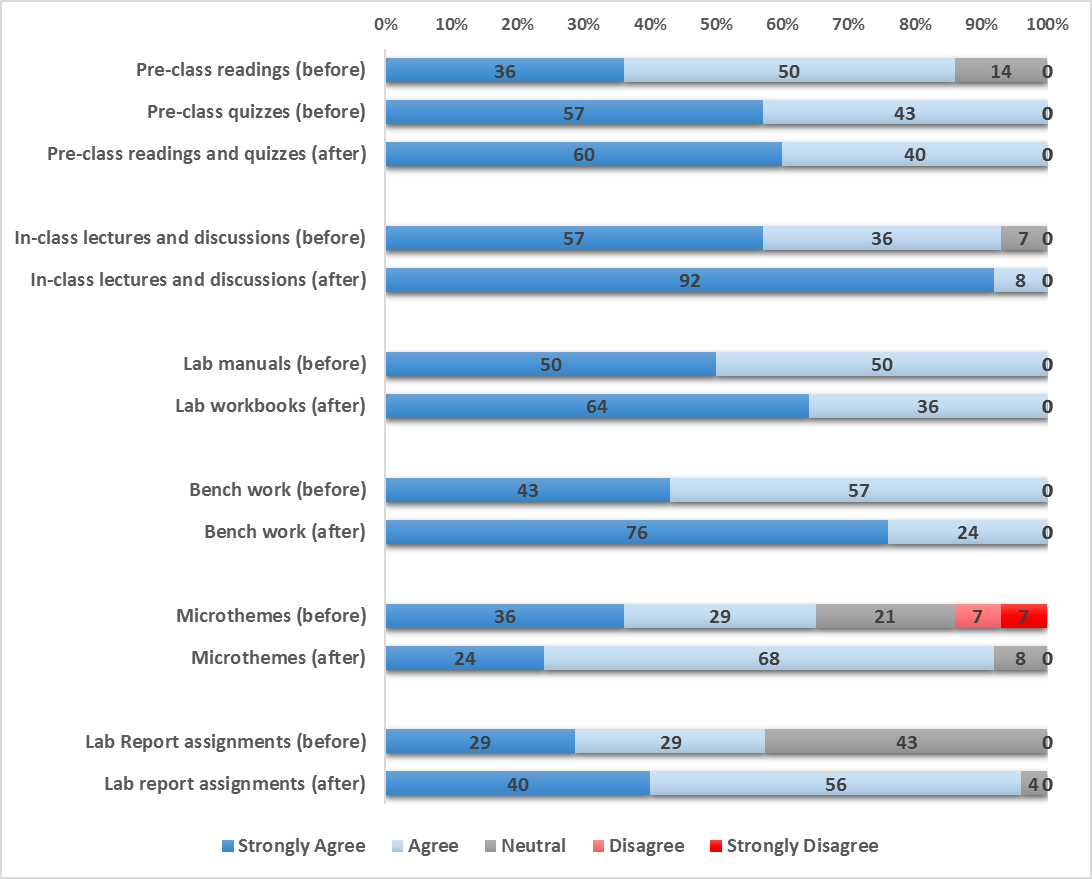 0% 10% 20% 30% 40% 50% 60% 70% 80% 90% 100%
Pre-class readings (before) 36 50 14 0
Pre-class quizzes (before) 57 43 0
Pre-class readings and quizzes (after) 60 40 0
In-class lectures and discussions (before) 57 36 7 0
In-class lectures and discussions (after) 92 8 0
Lab manuals (before) 50 50 0
Lab workbooks (after) 64 36 0
Bench work (before) 43 57 0
Bench work (after) 76 24 0
Microthemes (before) 36 29 21 7 7
Microthemes (after) 24 68 8 0
Lab Report assignments (before) 29 29 43 0
Lab report assignments (after) 40 56 4 0
Strongly Agree Agree Neutral Disagree Strongly Disagree